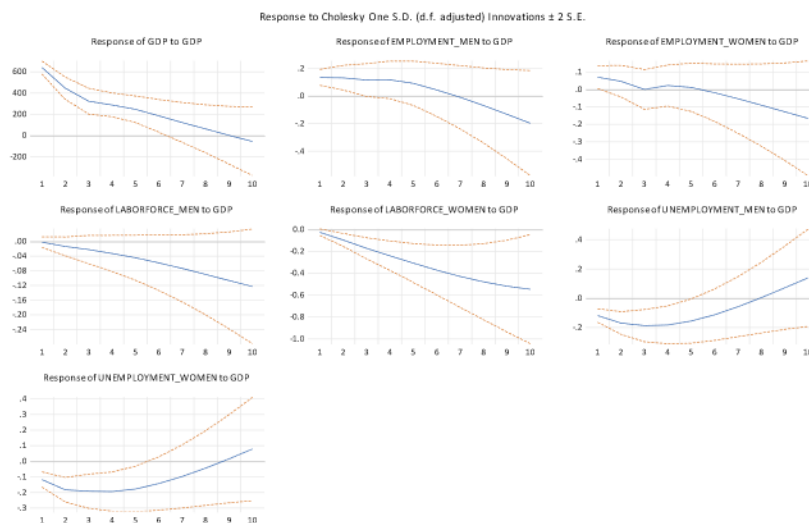 Response to Cholesky One S.D. (d.f. adjusted) Innovations ± 2 S.E.
Response of GDP to GDP
600
400
200
0
-200
1 2 3 4 5 6 7 8 9 10
Response of EMPLOYMENT_MEN to GDP
.2
.0
-.2
-.4
1 2 3 4 5 6 7 8 9 10
Response of EMPLOYMENT_WOMEN to GDP
.1
.0
-.1
-.2
-.3
-.4
1 2 3 4 5 6 7 8 9 10
Response of LABORFORCE_MEN to GDP
.00
-.04
-.08
-.12
-.16
-.20
-.24
1 2 3 4 5 6 7 8 9 10
Response of LABORFORCE_WOMEN to GDP
0.0
-0.2
-0.4
-0.6
-0.8
-1.0
1 2 3 4 5 6 7 8 9 10
Response of UNEMPLOYMENT_MEN to GDP
.4
.2
.0
-.2
1 2 3 4 5 6 7 8 9 10
Response of UNEMPLOYMENT_WOMEN to GDP
.4
.3
.2
.1
.0
-.1
-.2
-.3
1 2 3 4 5 6 7 8 9 10